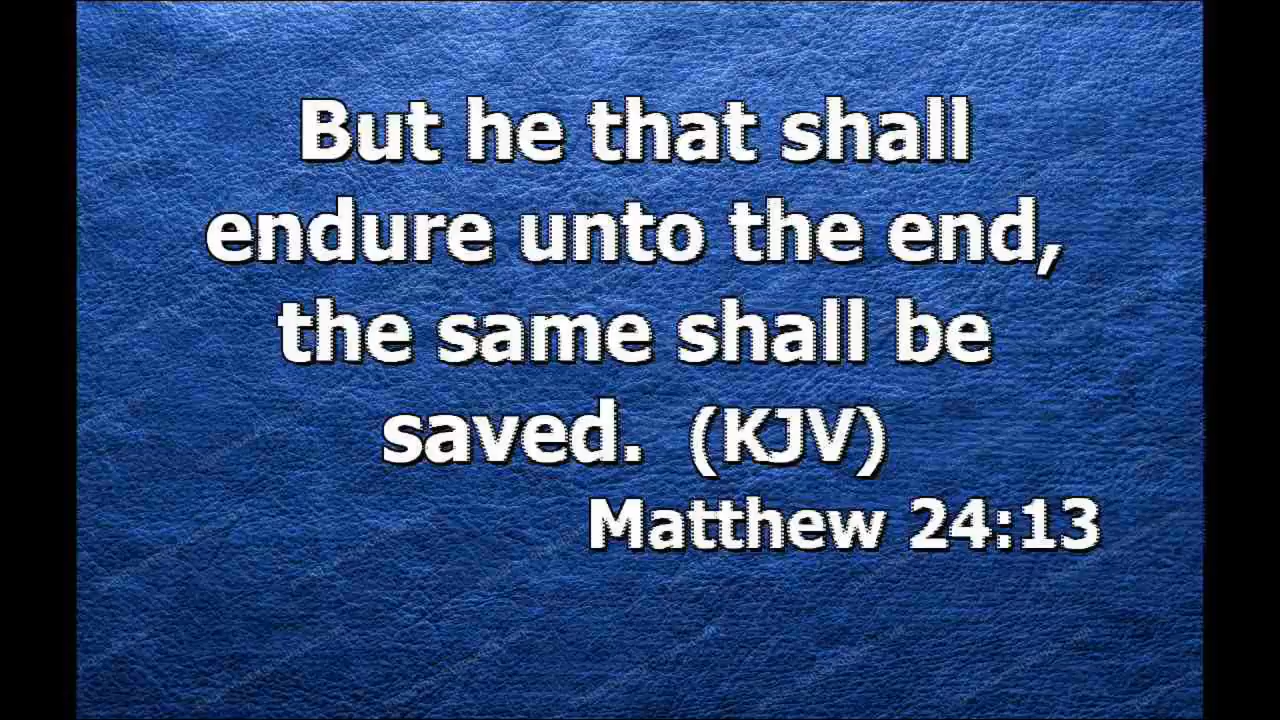 But he that shall
endure unto the end,
the same shall be
saved. (KJV)
Matthew 24:13